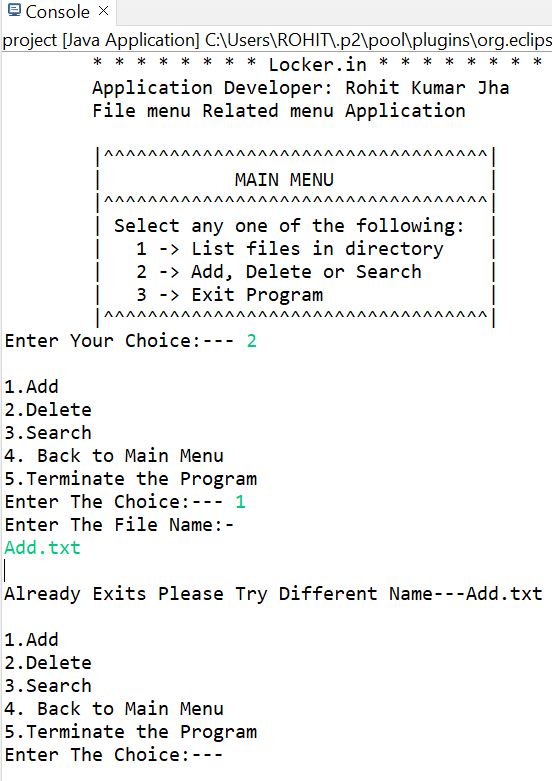 Console ×
project [Java Application] C:\Users\ROHIT\.p2\pool\plugins\org.eclips
* * * * * * * * Locker.in * * * * * * * *
Application Developer: Rohit Kumar Jha
File menu Related menu Application
|^^^^^^^^^^^^^^^^^^^^^^^^^^^^^^^^^^^|
| MAIN MENU |
|^^^^^^^^^^^^^^^^^^^^^^^^^^^^^^^^^^^|
| Select any one of the following: |
| 1 -> List files in directory |
| 2 -> Add, Delete or Search |
| 3 -> Exit Program |
|^^^^^^^^^^^^^^^^^^^^^^^^^^^^^^^^^^^|
Enter Your Choice:--- 2
1.Add
2.Delete
3.Search
4. Back to Main Menu
5.Terminate the Program
Enter The Choice:--- 1
Enter The File Name:-
Add.txt
Already Exits Please Try Different Name---Add.txt
1.Add
2.Delete
3.Search
4. Back to Main Menu
5.Terminate the Program
Enter The Choice:---